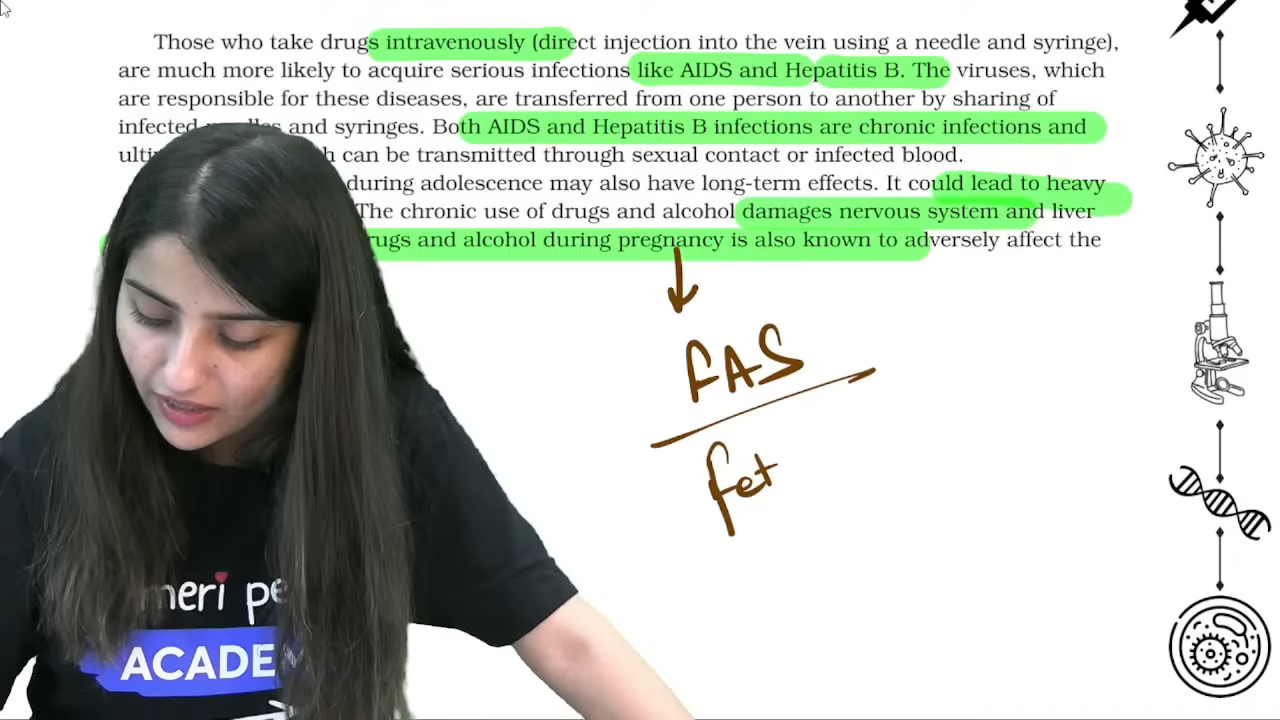 Those who take drugs intravenously (direct injection into the vein using a needle and syringe),
are much more likely to acquire serious infections like AIDS and Hepatitis B. The viruses, which
are responsible for these diseases, are transferred from one person to another by sharing of
infected and syringes. Both AIDS and Hepatitis B infections are chronic infections and
can be transmitted through sexual contact or infected blood.
during adolescence may also have long-term effects. It could lead to heavy
The chronic use of drugs and alcohol damages nervous system and liver
drugs and alcohol during pregnancy is also known to adversely affect the
FAS
fet
meri pe
ACADE